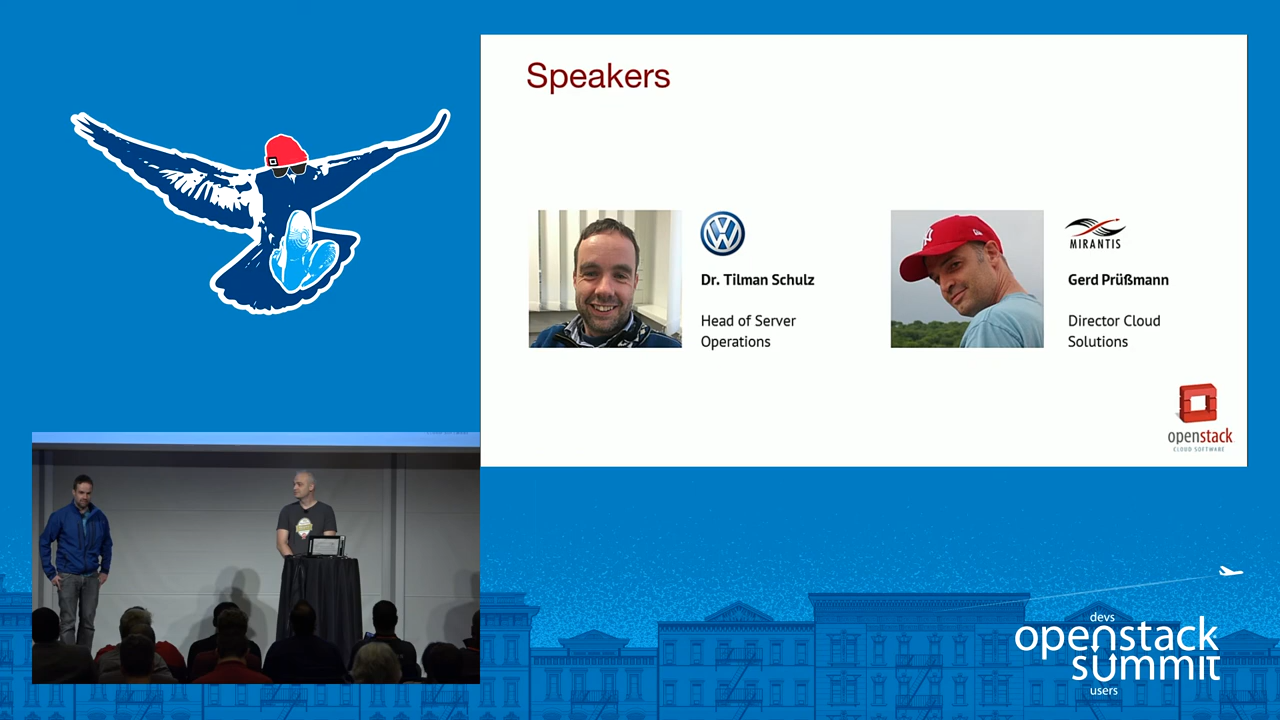 Speakers
Dr. Tilman Schulz
Head of Server
Operations
MIRANTIS
Gerd Prüßmann
Director Cloud
Solutions
openstack
CLOUD SOFTWARE
devs
openstack
summit
users